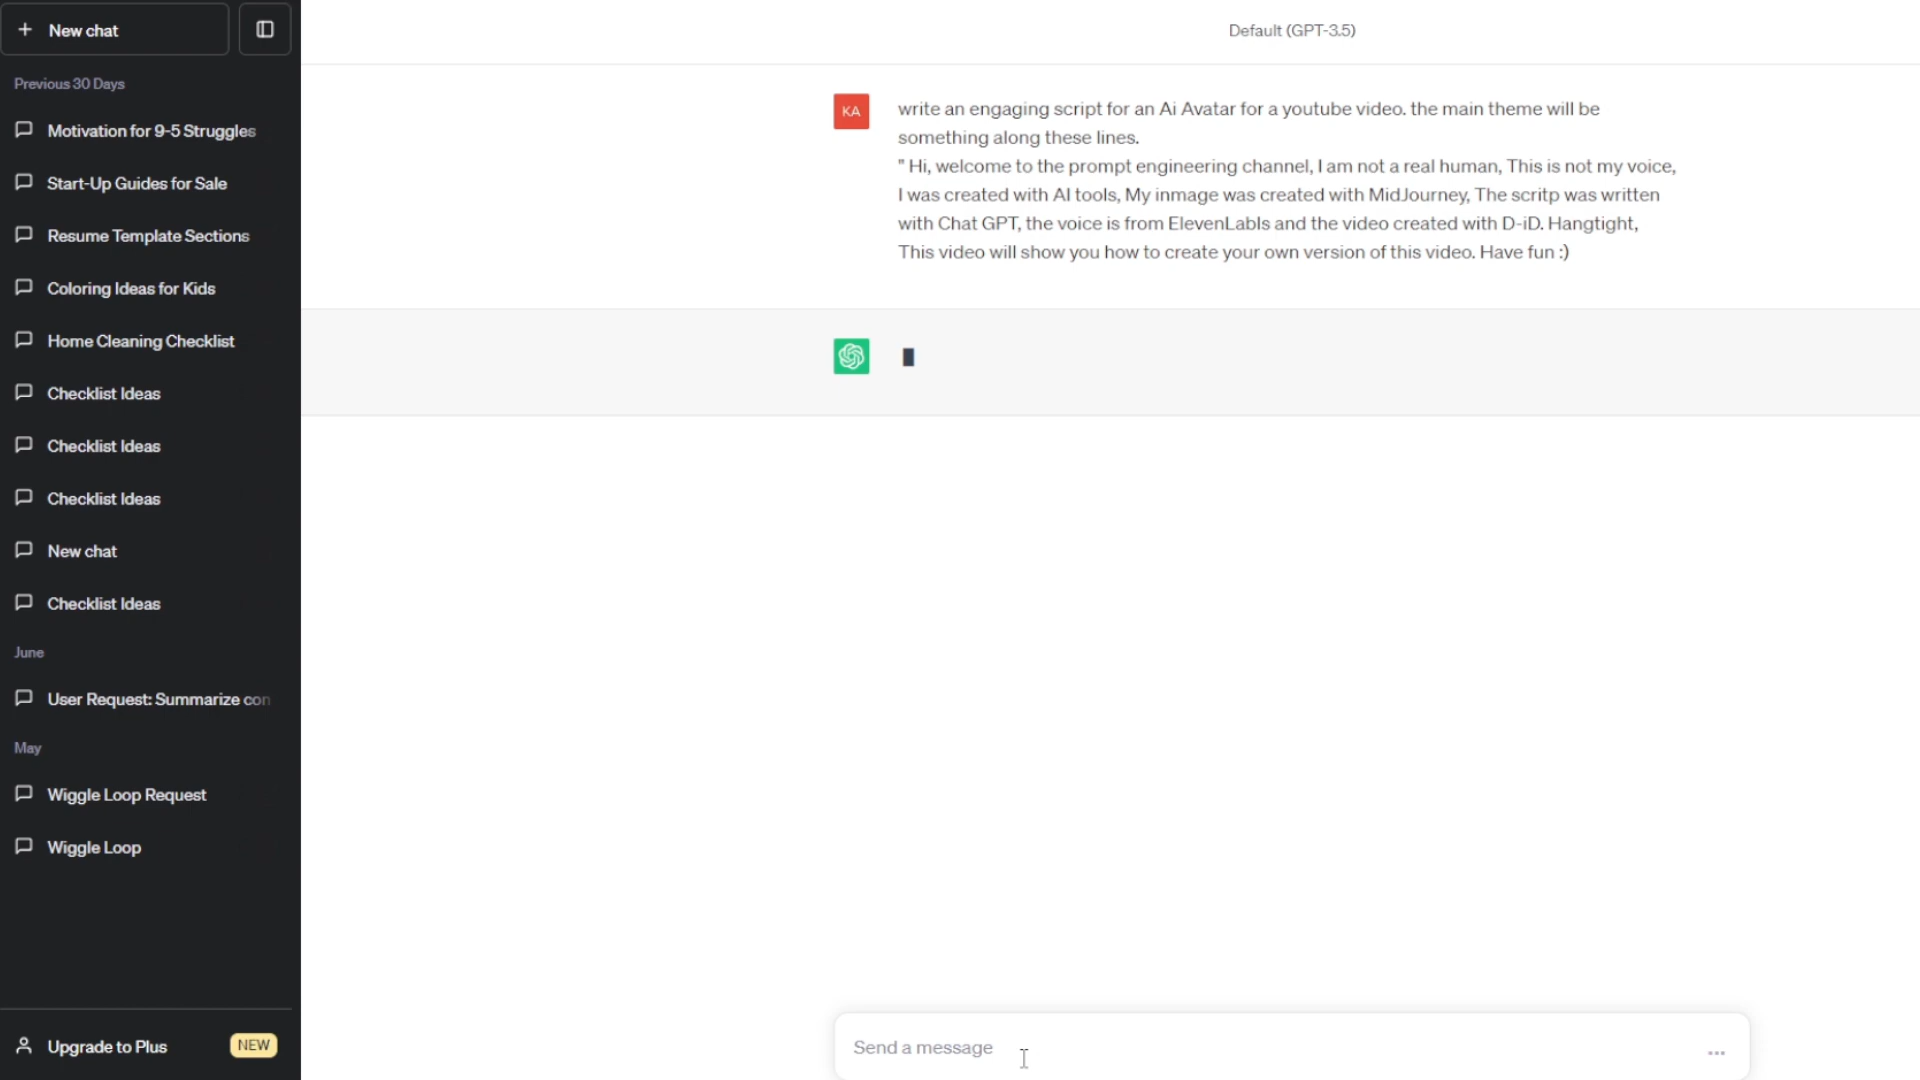 New chat
Previous 30 Days
Motivation for 9-5 Struggles
Start-Up Guides for Sale
Resume Template Sections
Coloring Ideas for Kids
Home Cleaning Checklist
Checklist Ideas
Checklist Ideas
Checklist Ideas
New chat
Checklist Ideas
June
User Request: Summarize con
May
Wiggle Loop Request
Wiggle Loop
Upgrade to Plus
NEW
Default (GPT-3.5)
KA
write an engaging script for an Ai Avatar for a youtube video. the main theme will be
something along these lines.
" Hi, welcome to the prompt engineering channel, I am not a real human, This is not my voice,
I was created with AI tools, My inmage was created with MidJourney, The scritp was written
with Chat GPT, the voice is from ElevenLabls and the video created with D-iD. Hangtight,
This video will show you how to create your own version of this video. Have fun :)
Send a message